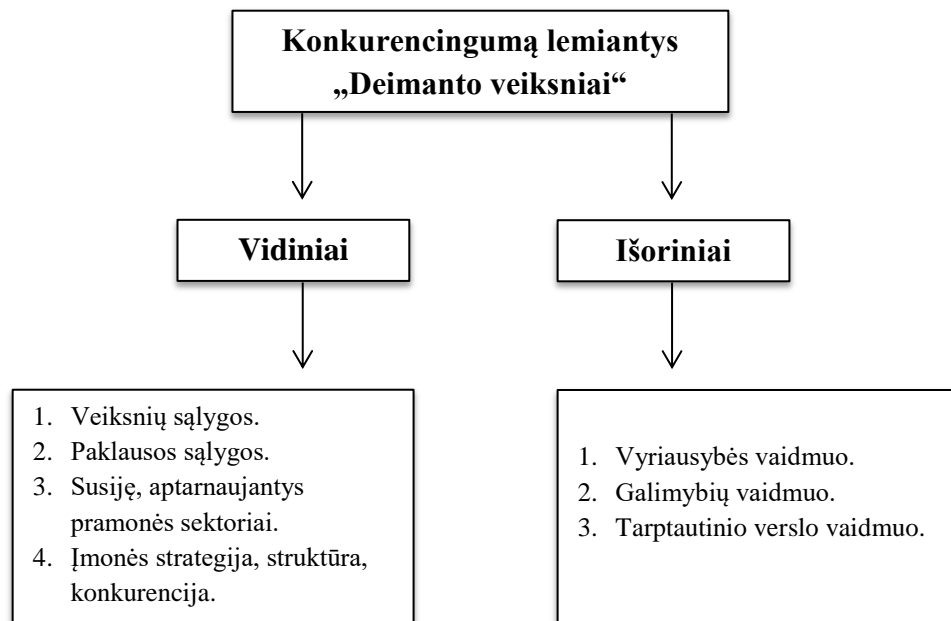 Konkurencingumą lemiantys
„Deimanto veiksniai“
Vidiniai
Išoriniai
1. Veiksnių sąlygos.
2. Paklausos sąlygos.
3. Susiję, aptarnaujantys
pramonės sektoriai.
4. Įmonės strategija, struktūra,
konkurencija.
1. Vyriausybės vaidmuo.
2. Galimybių vaidmuo.
3. Tarptautinio verslo vaidmuo.